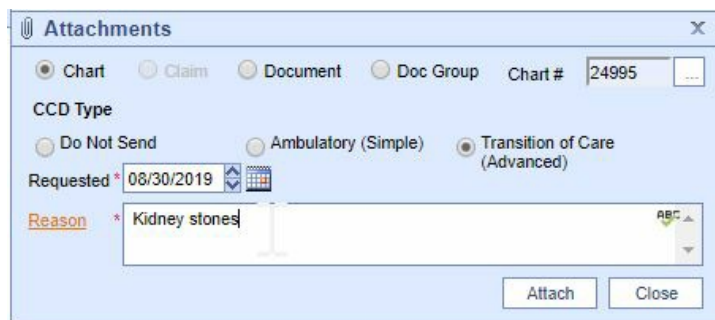 Attachments X
Chart Claim Document Doc Group Chart # 24995 ...
CCD Type
Do Not Send Ambulatory (Simple) Transition of Care
(Advanced)
Requested * 08/30/2019
Reason * Kidney stones ABC
Attach Close